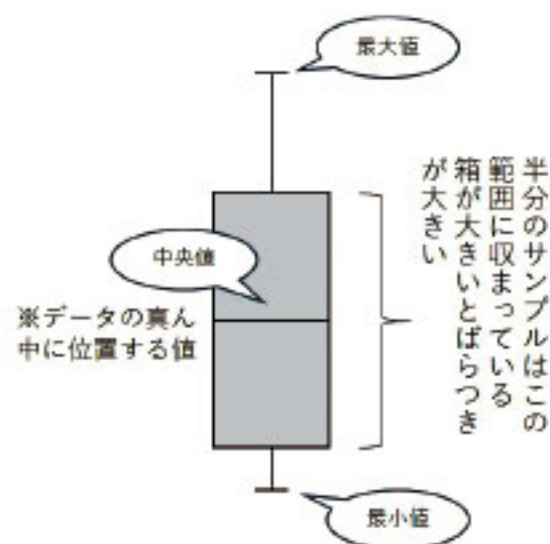 最大値
半分のサンプルはこの
範囲に収まっている
箱が大きいとばらつき
が大きい
中央値
※データの真ん
中に位置する値
最小値